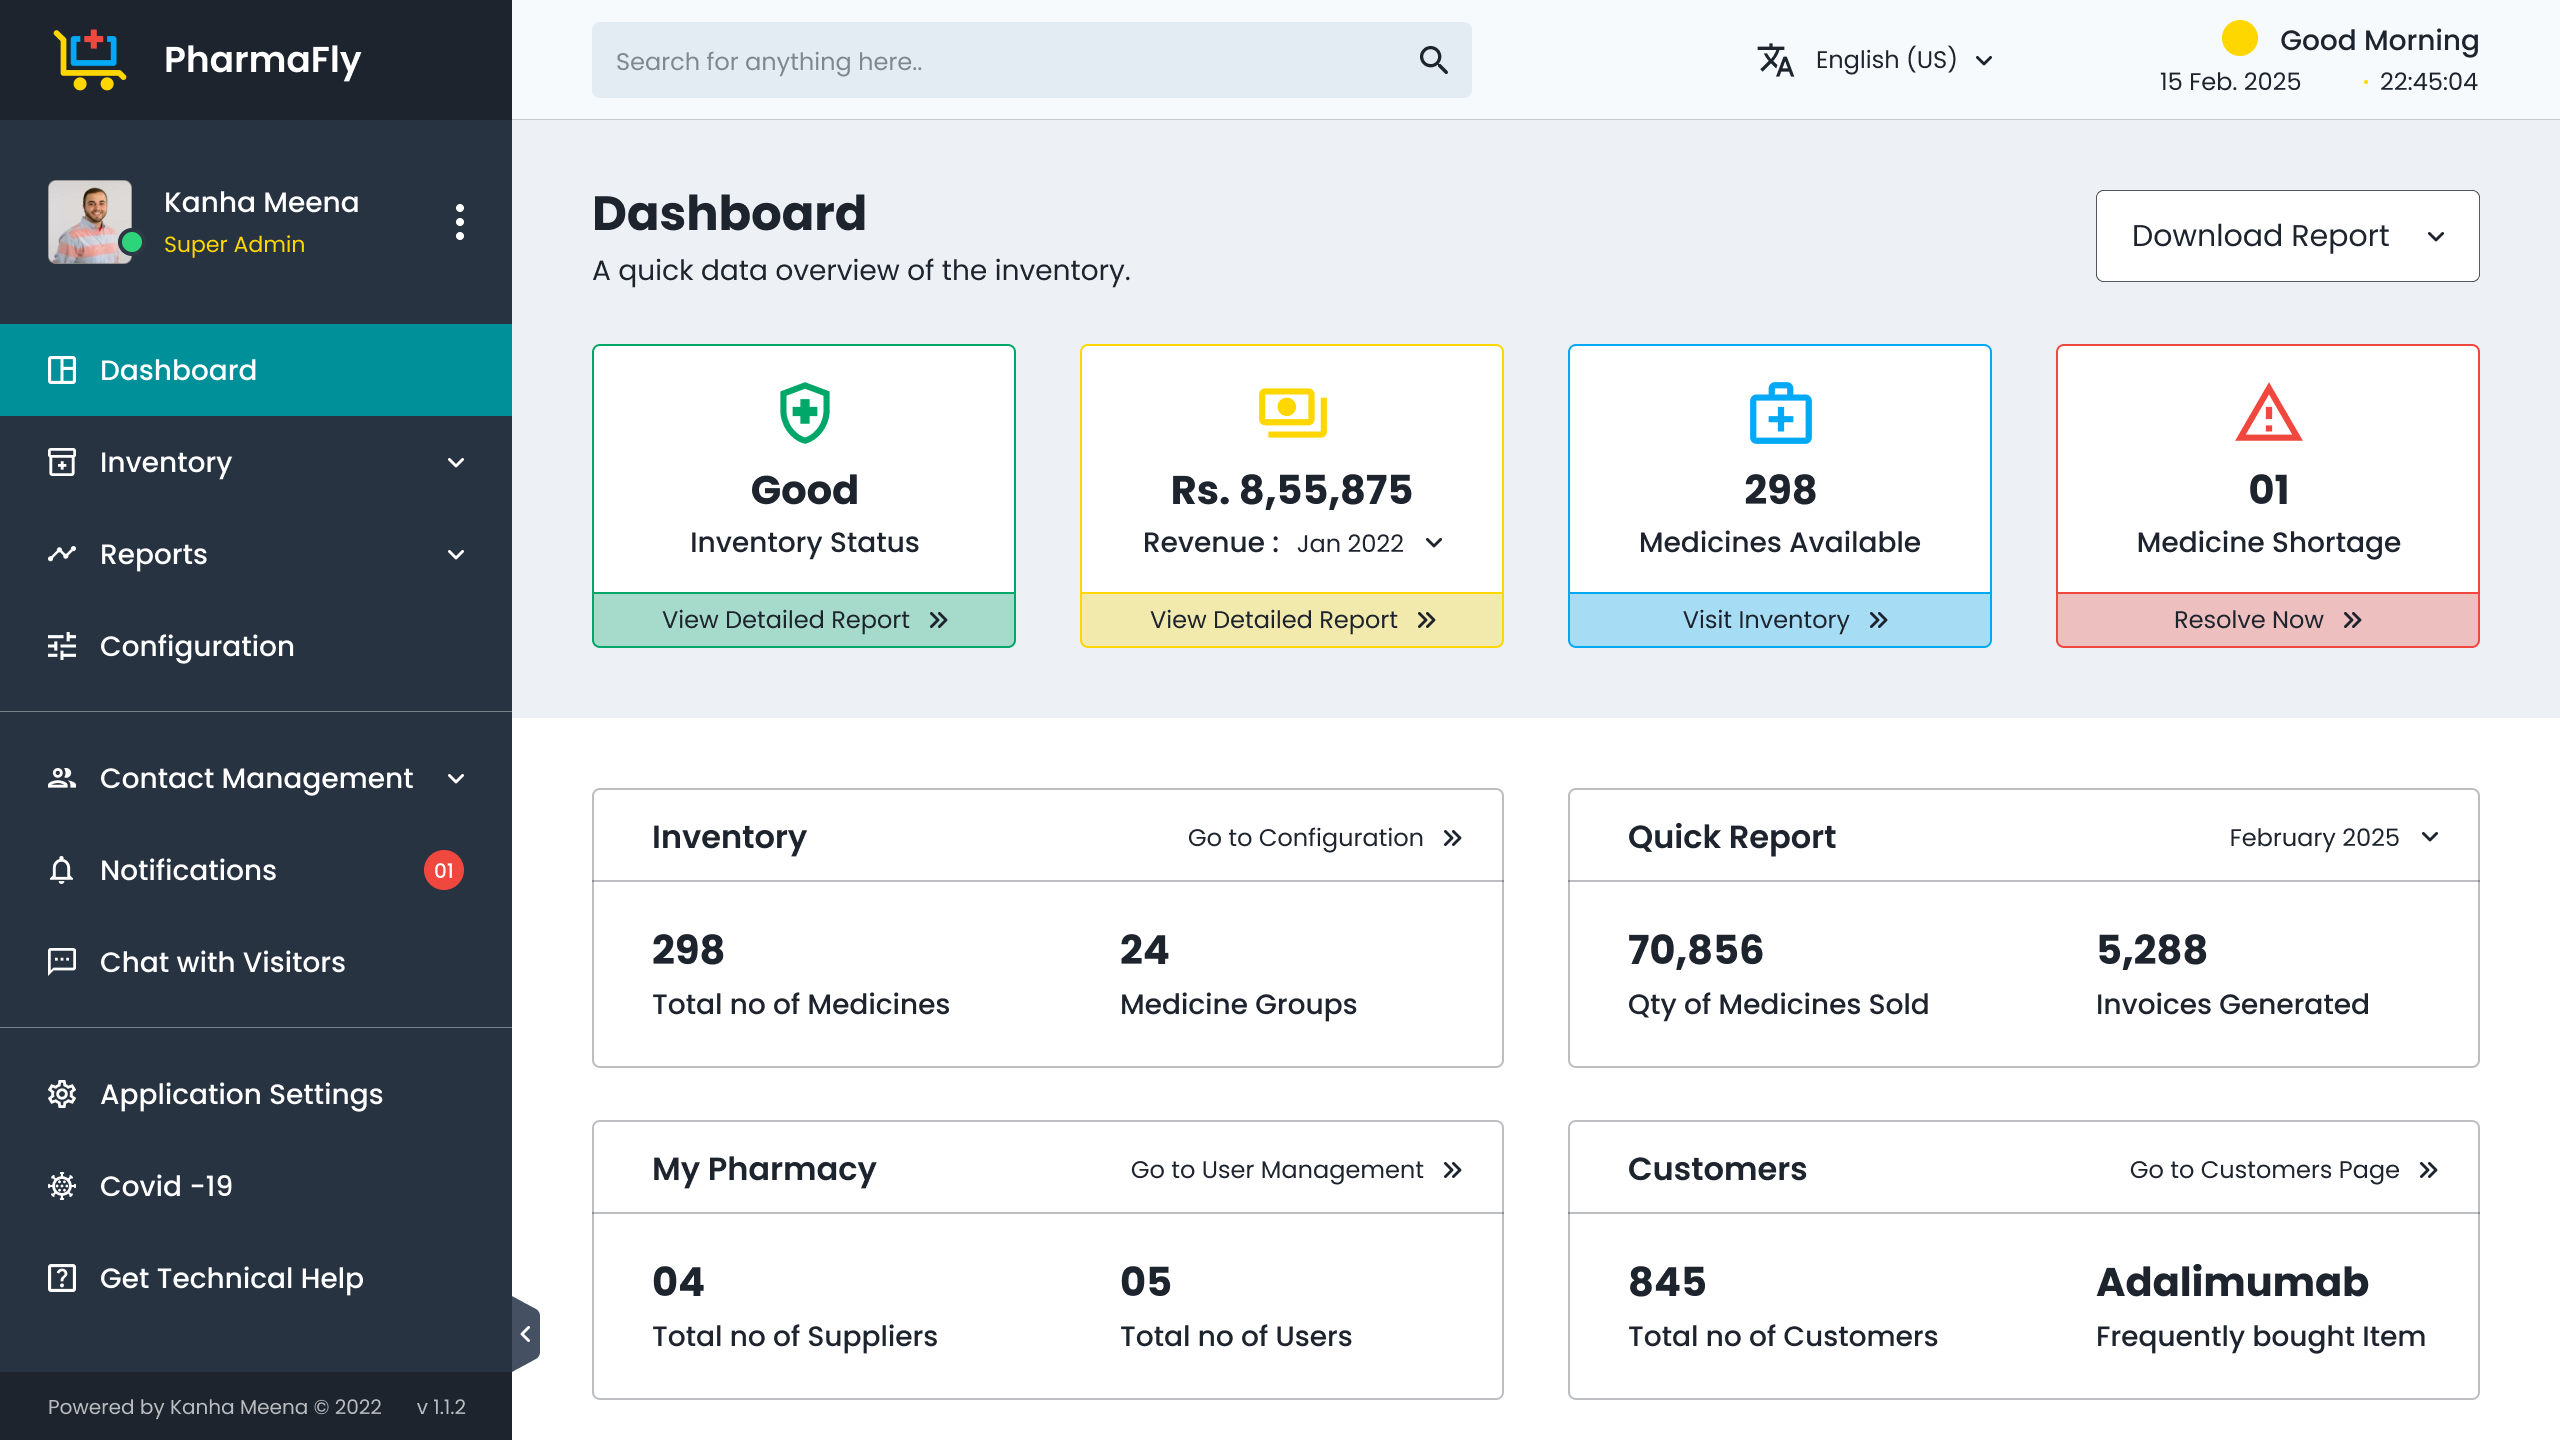 PharmaFly
Search for anything here..
English (US)
Good Morning
15 Feb. 2025 · 22:45:04
Kanha Meena
Super Admin
Dashboard
Inventory
Reports
Configuration
Contact Management
Notifications 01
Chat with Visitors
Application Settings
Covid -19
Get Technical Help
Powered by Kanha Meena © 2022 v 1.1.2
Dashboard
A quick data overview of the inventory.
Download Report
Good
Inventory Status
View Detailed Report
Rs. 8,55,875
Revenue : Jan 2022
View Detailed Report
298
Medicines Available
Visit Inventory
01
Medicine Shortage
Resolve Now
Inventory
Go to Configuration
298
Total no of Medicines
24
Medicine Groups
Quick Report
February 2025
70,856
Qty of Medicines Sold
5,288
Invoices Generated
My Pharmacy
Go to User Management
04
Total no of Suppliers
05
Total no of Users
Customers
Go to Customers Page
845
Total no of Customers
Adalimumab
Frequently bought Item